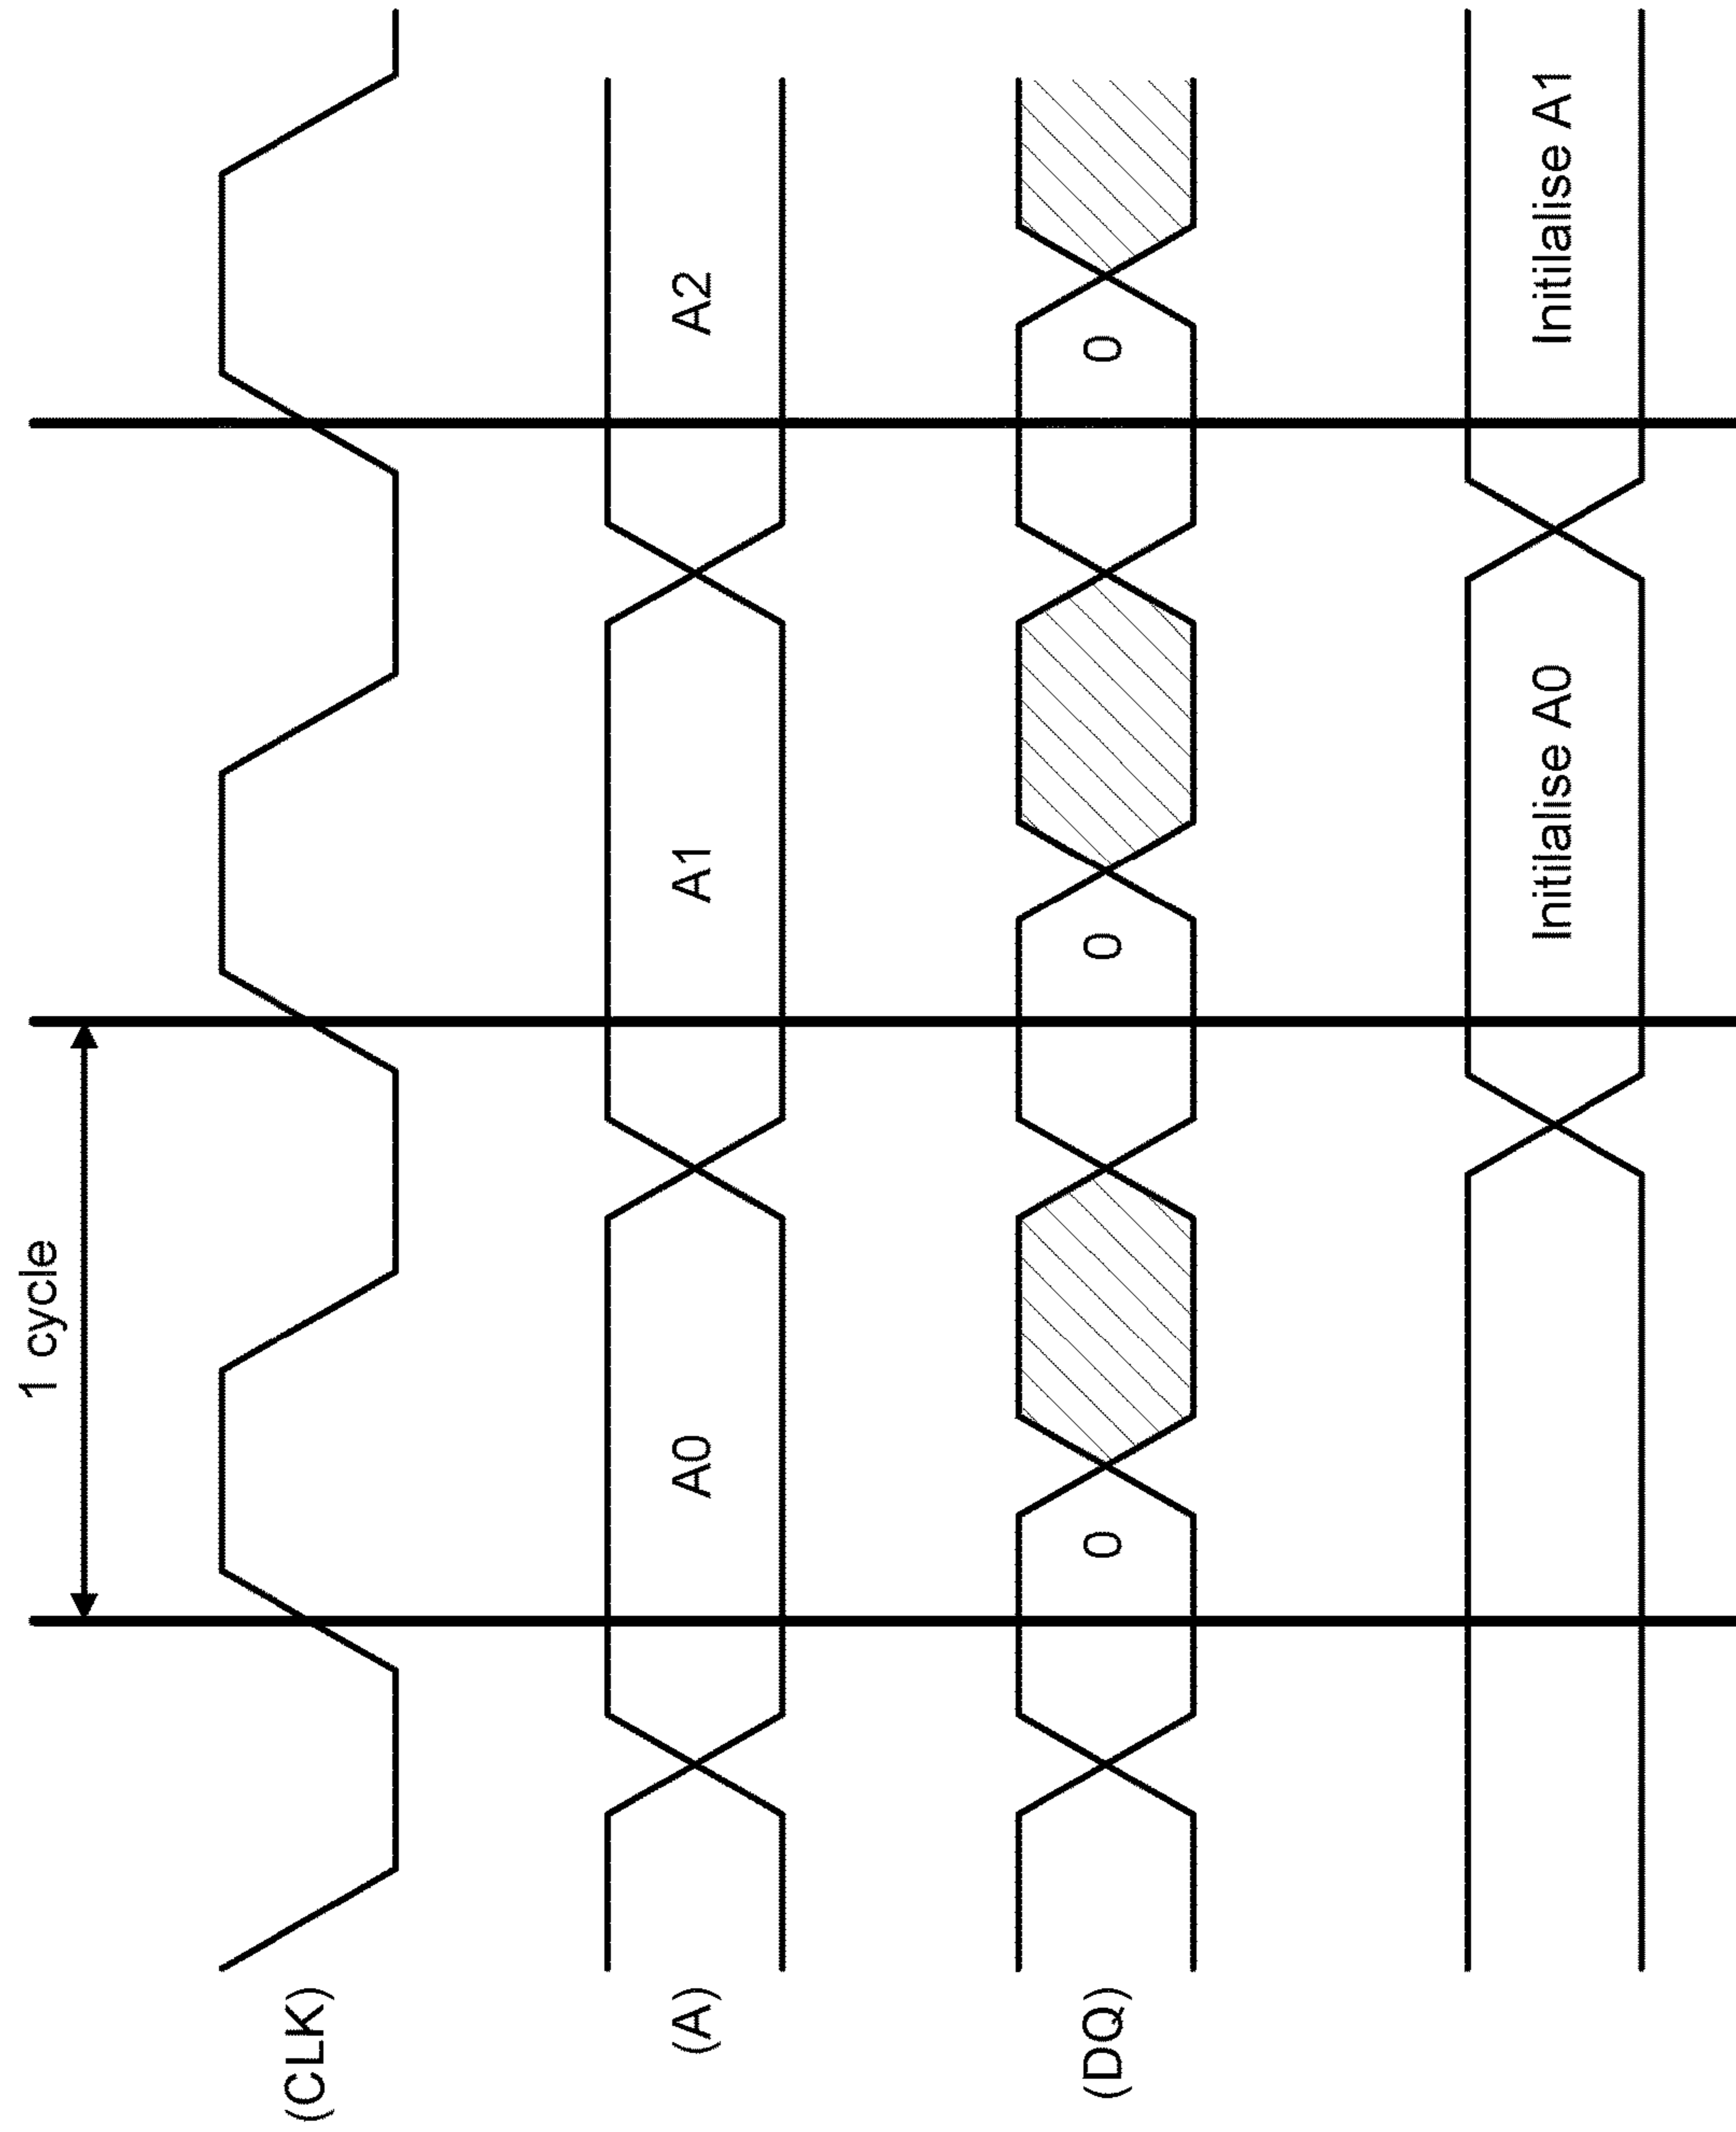 1 cycle
(CLK)
(A) A0 A1 A2
(DQ) 0 0 0
Initilalise A0 Initilalise A1